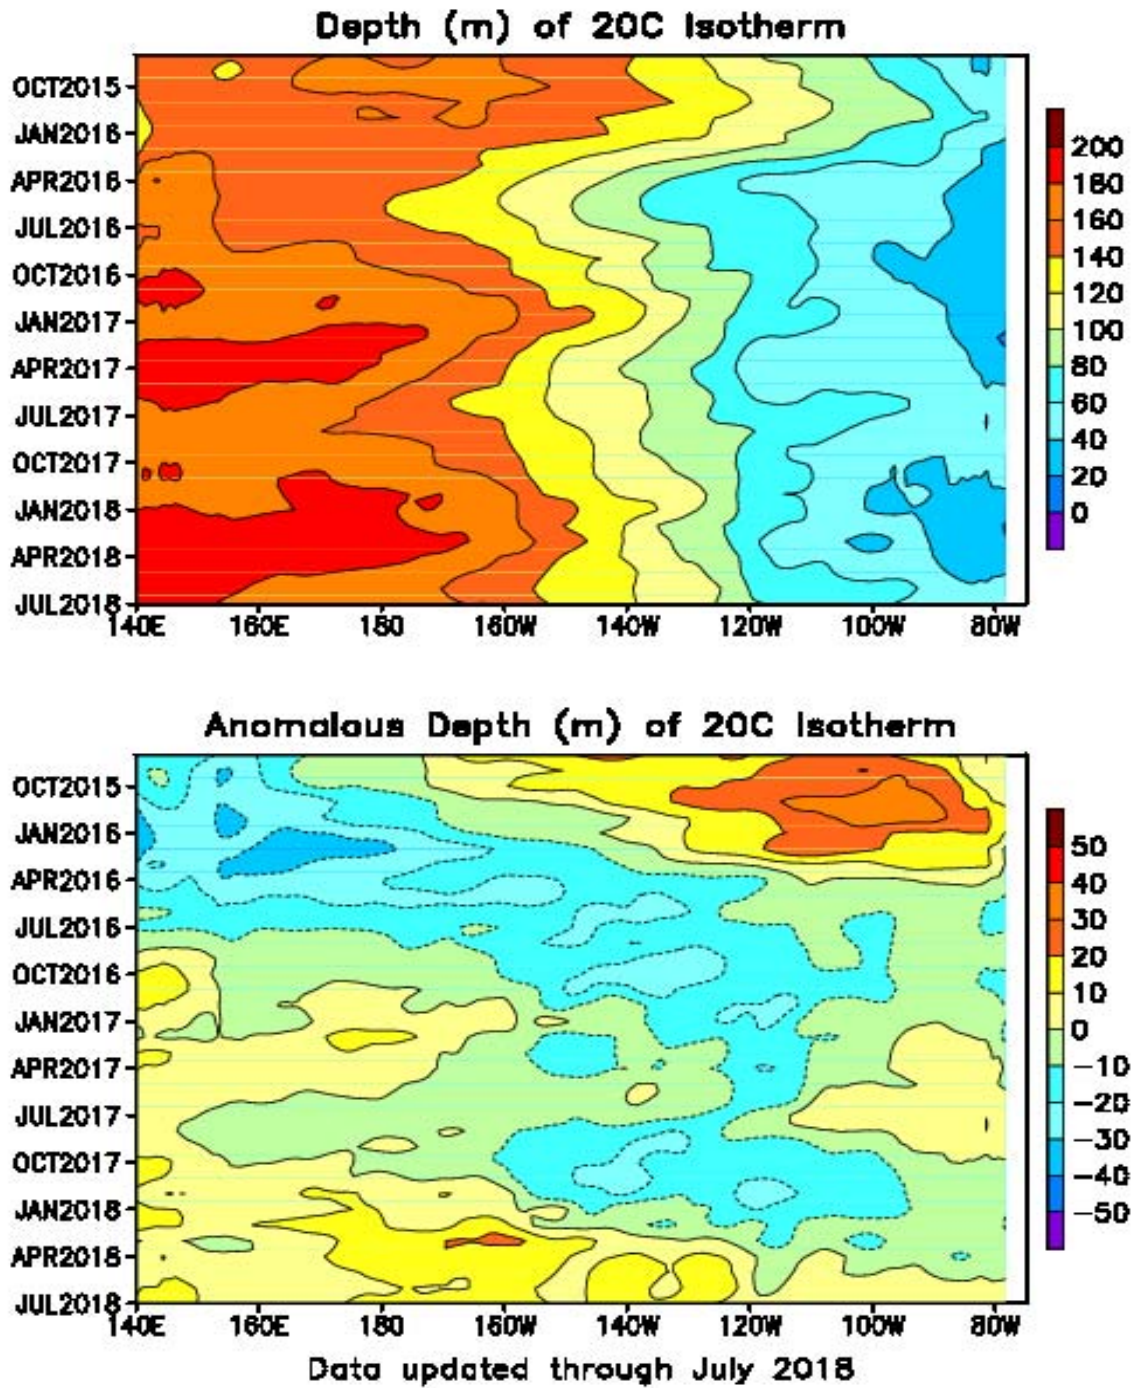 Depth (m) of 20C Isotherm
OCT2015
JAN2016
APR2016
JUL2016
OCT2016
JAN2017
APR2017
JUL2017
OCT2017
JAN2018
APR2018
JUL2018
140E 160E 180 160W 140W 120W 100W 80W
200
180
160
140
120
100
80
60
40
20
0
Anomalous Depth (m) of 20C Isotherm
OCT2015
JAN2016
APR2016
JUL2016
OCT2016
JAN2017
APR2017
JUL2017
OCT2017
JAN2018
APR2018
JUL2018
140E 160E 180 160W 140W 120W 100W 80W
50
40
30
20
10
0
-10
-20
-30
-40
-50
Data updated through July 2018